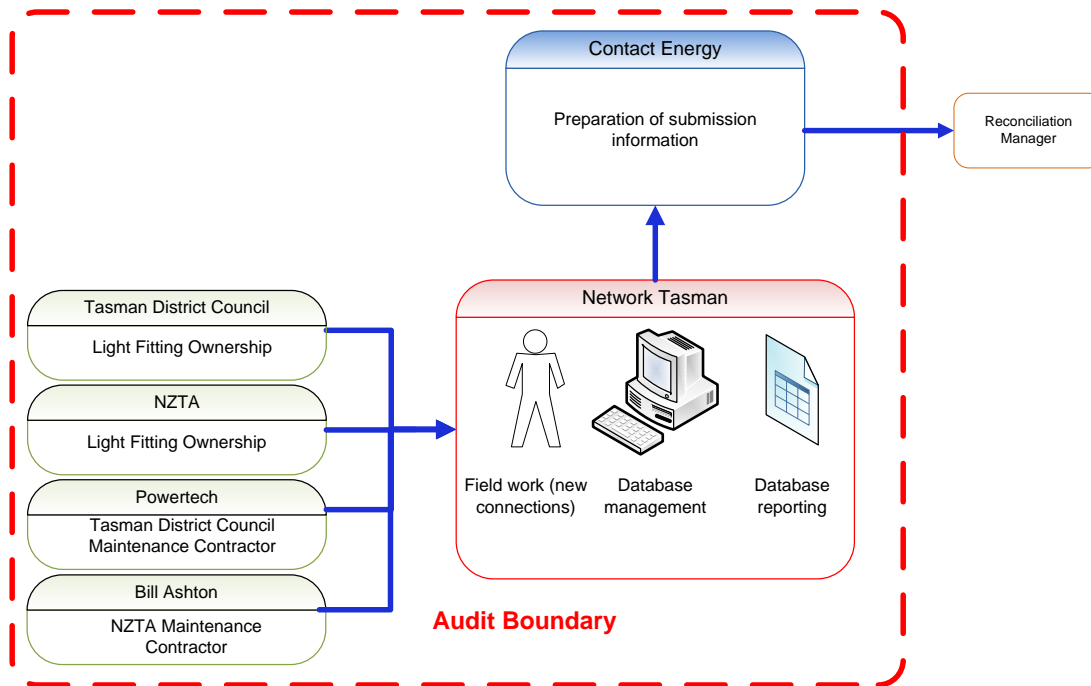 Contact Energy
Preparation of submission
information
Reconciliation
Manager
Tasman District Council
Light Fitting Ownership
NZTA
Light Fitting Ownership
Powertech
Tasman District Council
Maintenance Contractor
Bill Ashton
NZTA Maintenance
Contractor
Network Tasman
Field work (new
connections)
Database
management
Database
reporting
Audit Boundary